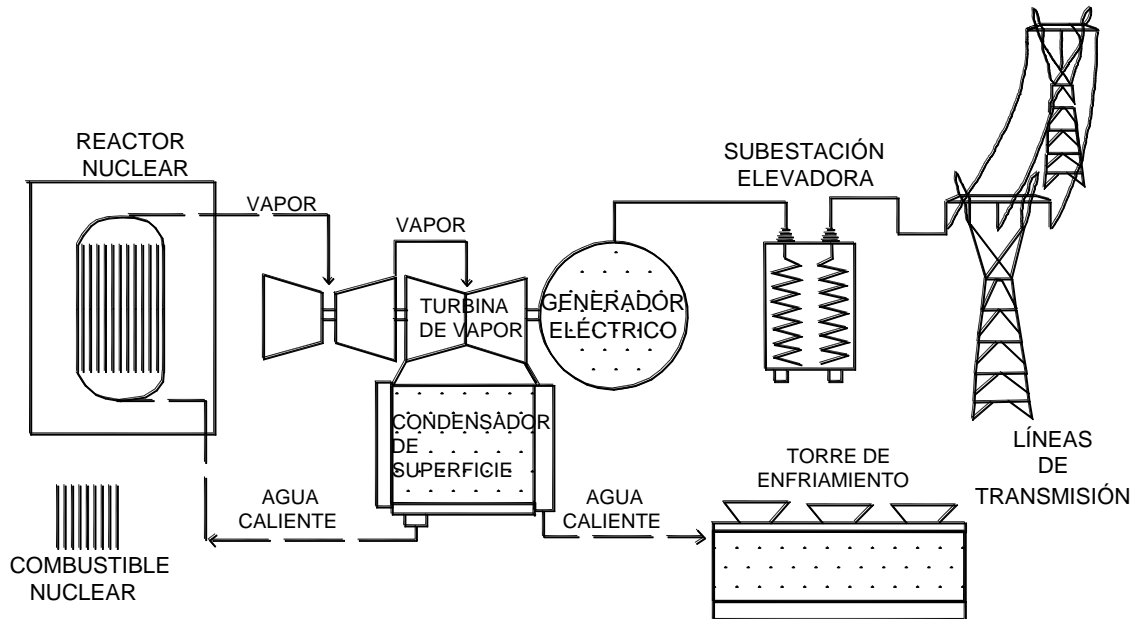 REACTOR
NUCLEAR
VAPOR
VAPOR
SUBESTACIÓN
ELEVADORA
TURBINA
DE VAPOR
GENERADOR
ELÉCTRICO
CONDENSADOR
DE
SUPERFICIE
LÍNEAS
DE
TRANSMISIÓN
TORRE DE
ENFRIAMIENTO
AGUA
CALIENTE
AGUA
CALIENTE
COMBUSTIBLE
NUCLEAR